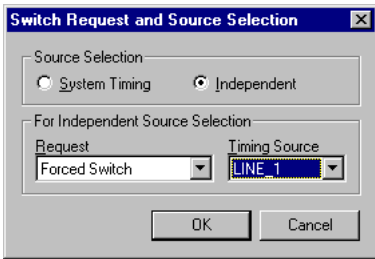 Switch Request and Source Selection
Source Selection
System Timing Independent
For Independent Source Selection
Request Timing Source
Forced Switch LINE_1
OK Cancel